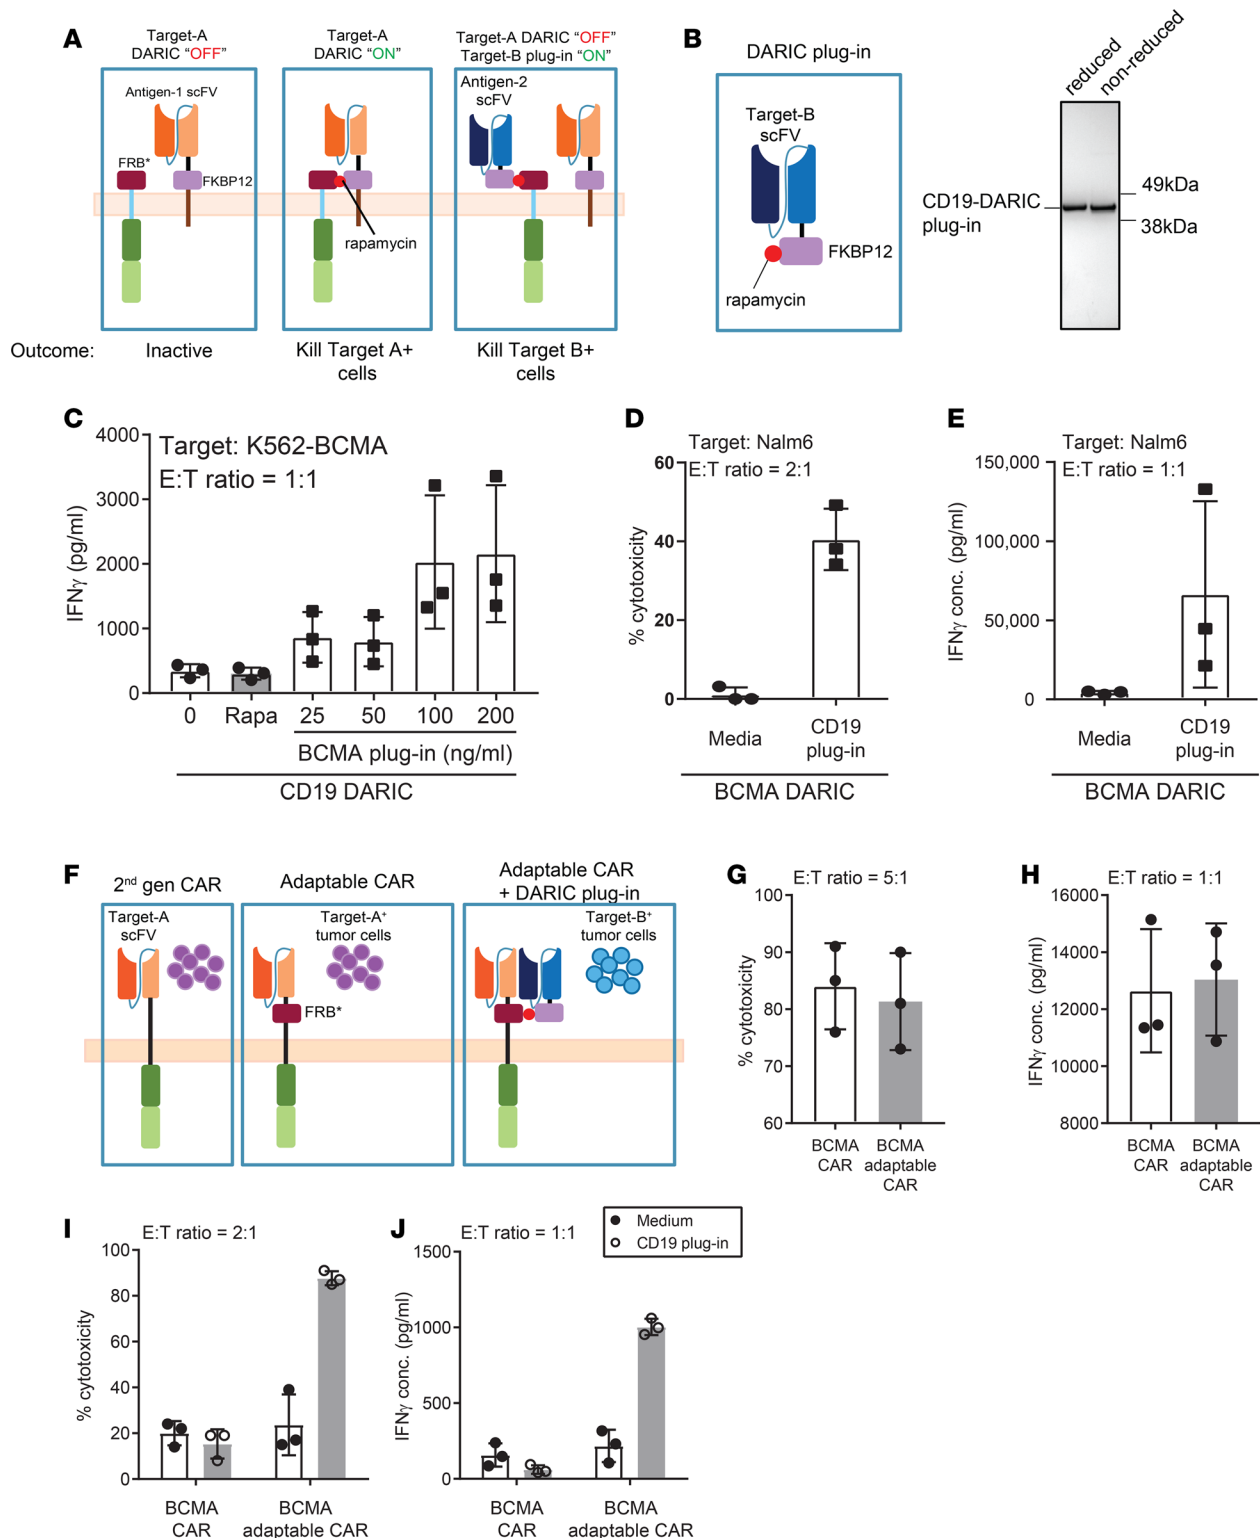 A
Target-A
DARIC “OFF”
Target-A
DARIC “ON”
Target-A DARIC “OFF”
Target-B plug-in “ON”
Antigen-1 scFV
Antigen-2
scFV
FRB*
FKBP12
rapamycin
Outcome:
Inactive
Kill Target A+
cells
Kill Target B+
cells
B
DARIC plug-in
Target-B
scFV
FKBP12
rapamycin
reduced
non-reduced
CD19-DARIC
plug-in
49kDa
38kDa
C
Target: K562-BCMA
E:T ratio = 1:1
IFNγ (pg/ml)
4000
3000
2000
1000
0
0
Rapa
25
50
100
200
BCMA plug-in (ng/ml)
CD19 DARIC
D
Target: Nalm6
E:T ratio = 2:1
% cytotoxicity
60
40
20
0
Media
CD19
plug-in
BCMA DARIC
E
Target: Nalm6
E:T ratio = 1:1
IFNγ conc. (pg/ml)
150,000
100,000
50,000
0
Media
CD19
plug-in
BCMA DARIC
F
2nd gen CAR
Adaptable CAR
Adaptable CAR
+ DARIC plug-in
Target-A
scFV
Target-A+
tumor cells
Target-B+
tumor cells
FRB*
G
E:T ratio = 5:1
% cytotoxicity
100
90
80
70
60
BCMA
CAR
BCMA
adaptable
CAR
H
E:T ratio = 1:1
IFNγ conc. (pg/ml)
16000
14000
12000
10000
8000
BCMA
CAR
BCMA
adaptable
CAR
I
E:T ratio = 2:1
% cytotoxicity
100
80
60
40
20
0
BCMA
CAR
BCMA
adaptable CAR
J
E:T ratio = 1:1
Medium
CD19 plug-in
IFNγ conc. (pg/ml)
1500
1000
500
0
BCMA
CAR
BCMA
adaptable CAR